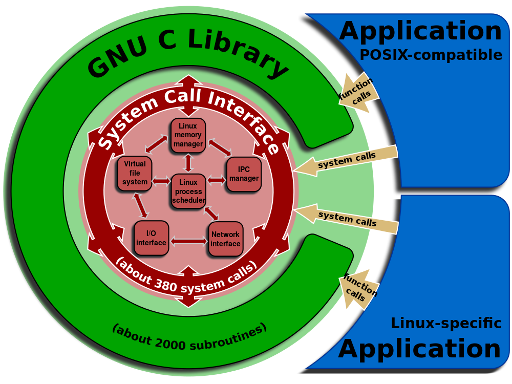 GNU C Library
System Call Interface
Linux
memory
manager
Virtual
file
system
IPC
manager
Linux
process
scheduler
I/O
interface
Network
interface
(about 380 system calls)
(about 2000 subroutines)
Application
POSIX-compatible
function
calls
system calls
system calls
function
calls
Linux-specific
Application